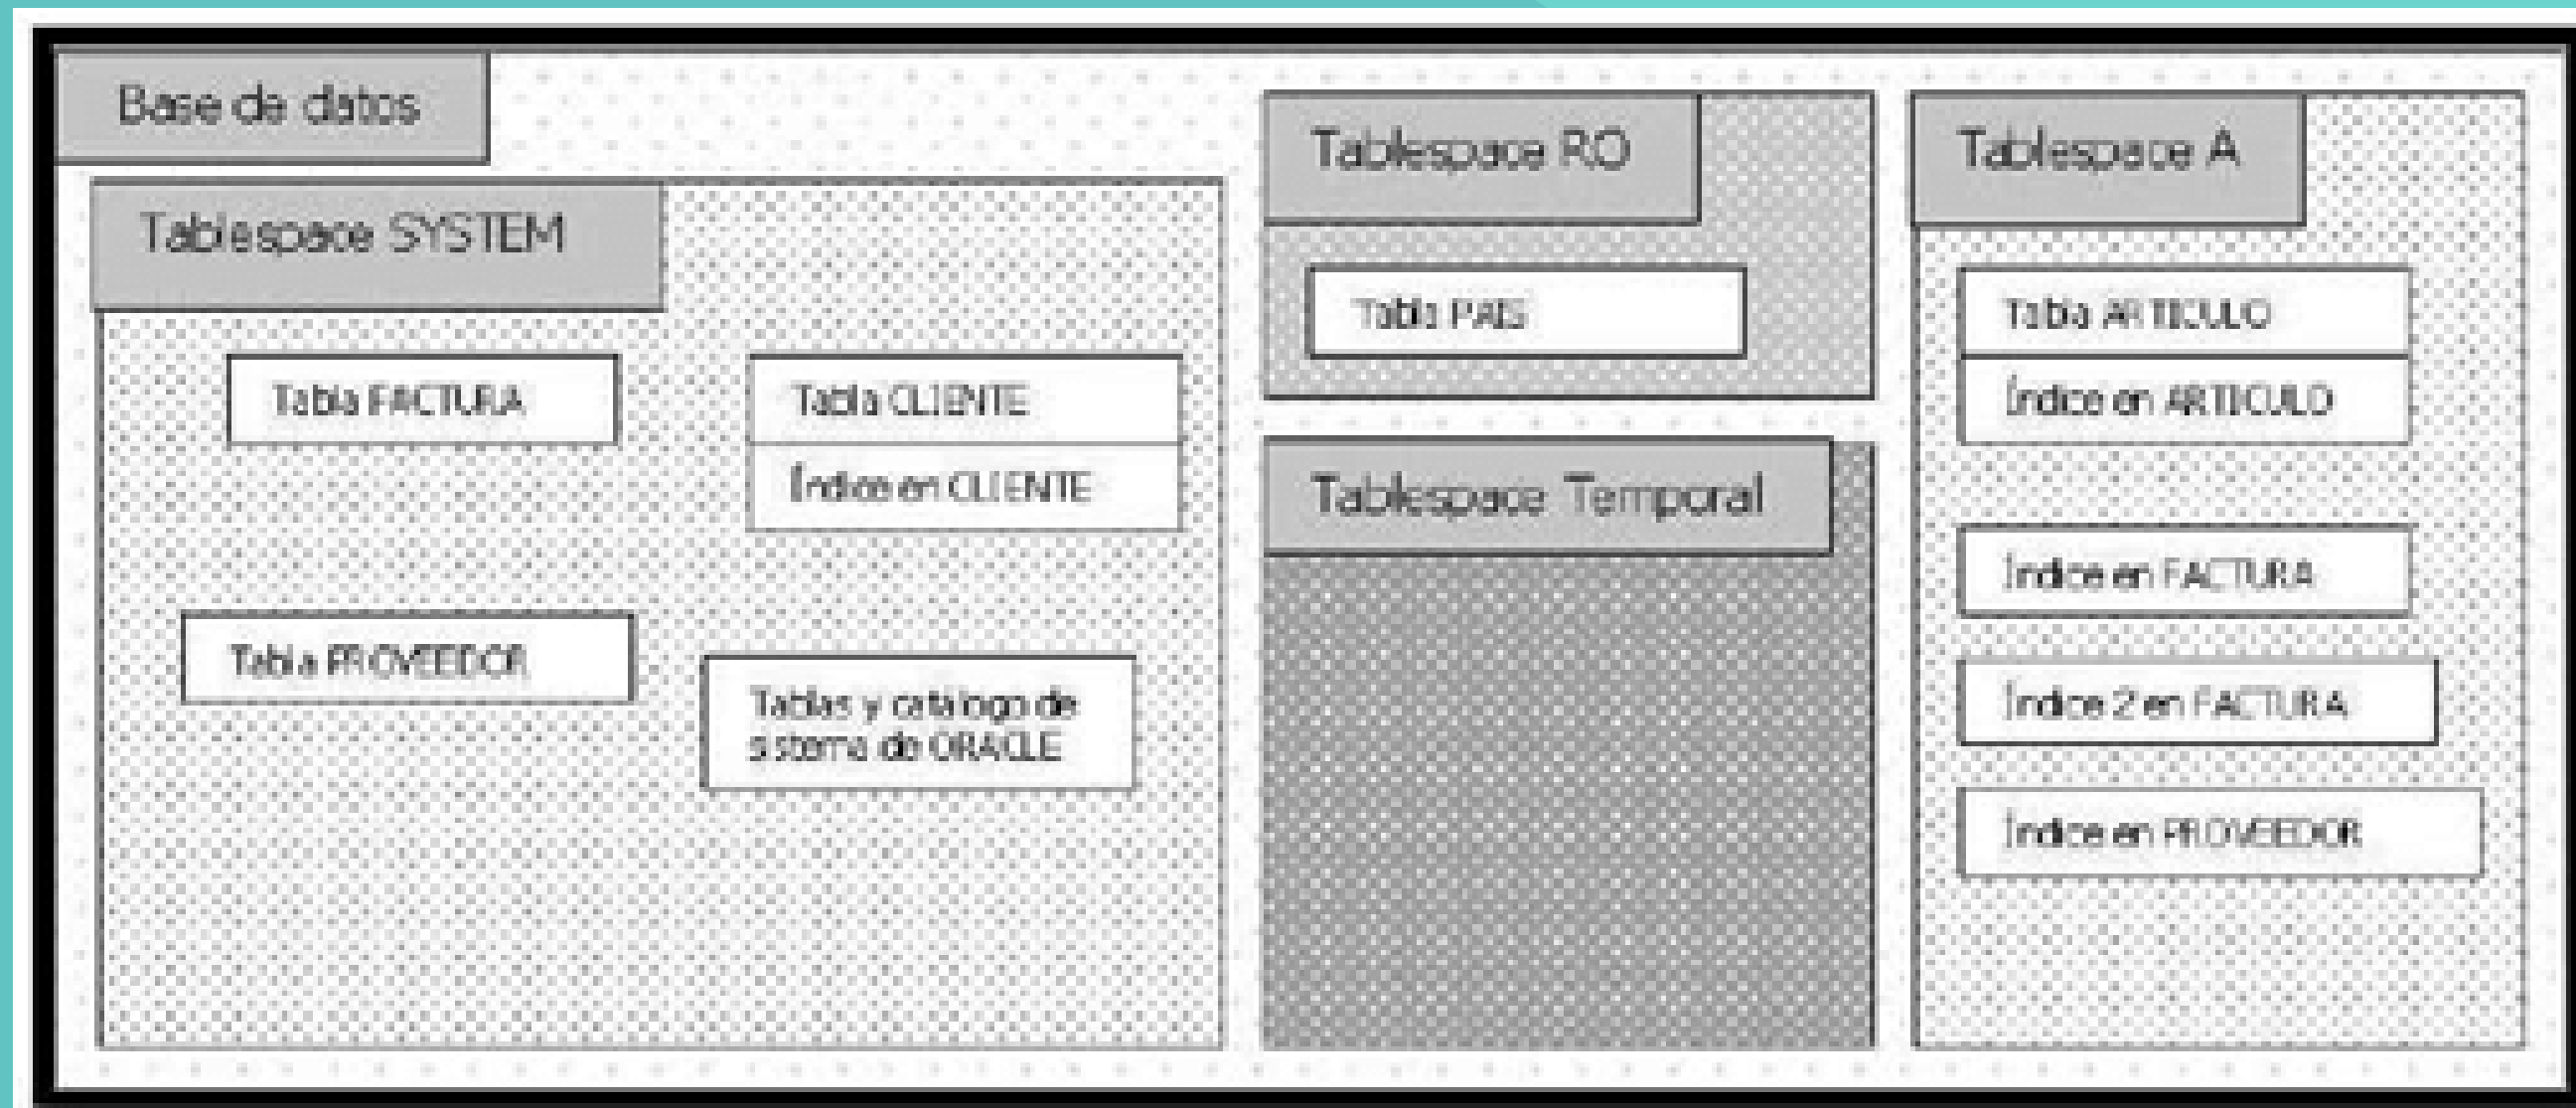 Base de datos
Tablespace SYSTEM
Tabla FACTURA
Tabla CLIENTE
Índice en CLIENTE
Tabla PROVEEDOR
Tablas y catálogo de
sistema de ORACLE
Tablespace RO
Tabla PAIS
Tablespace Temporal
Tablespace A
Tabla ARTICULO
Índice en ARTICULO
Índice en FACTURA
Índice 2 en FACTURA
Índice en PROVEEDOR